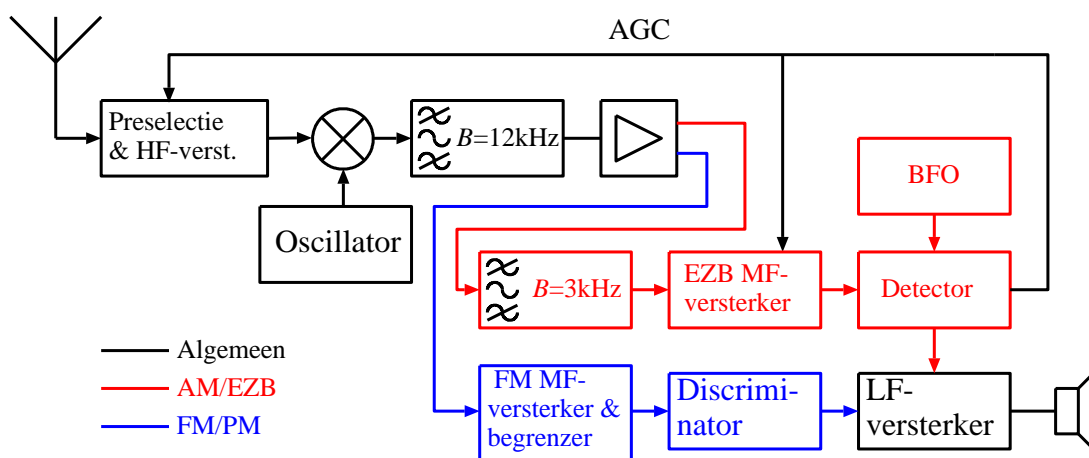 AGC
Preselectie
& HF-verst.
B=12kHz
Oscillator
BFO
B=3kHz
EZB MF-
versterker
Detector
Algemeen
AM/EZB
FM/PM
FM MF-
versterker &
begrenzer
Discrimi-
nator
LF-
versterker